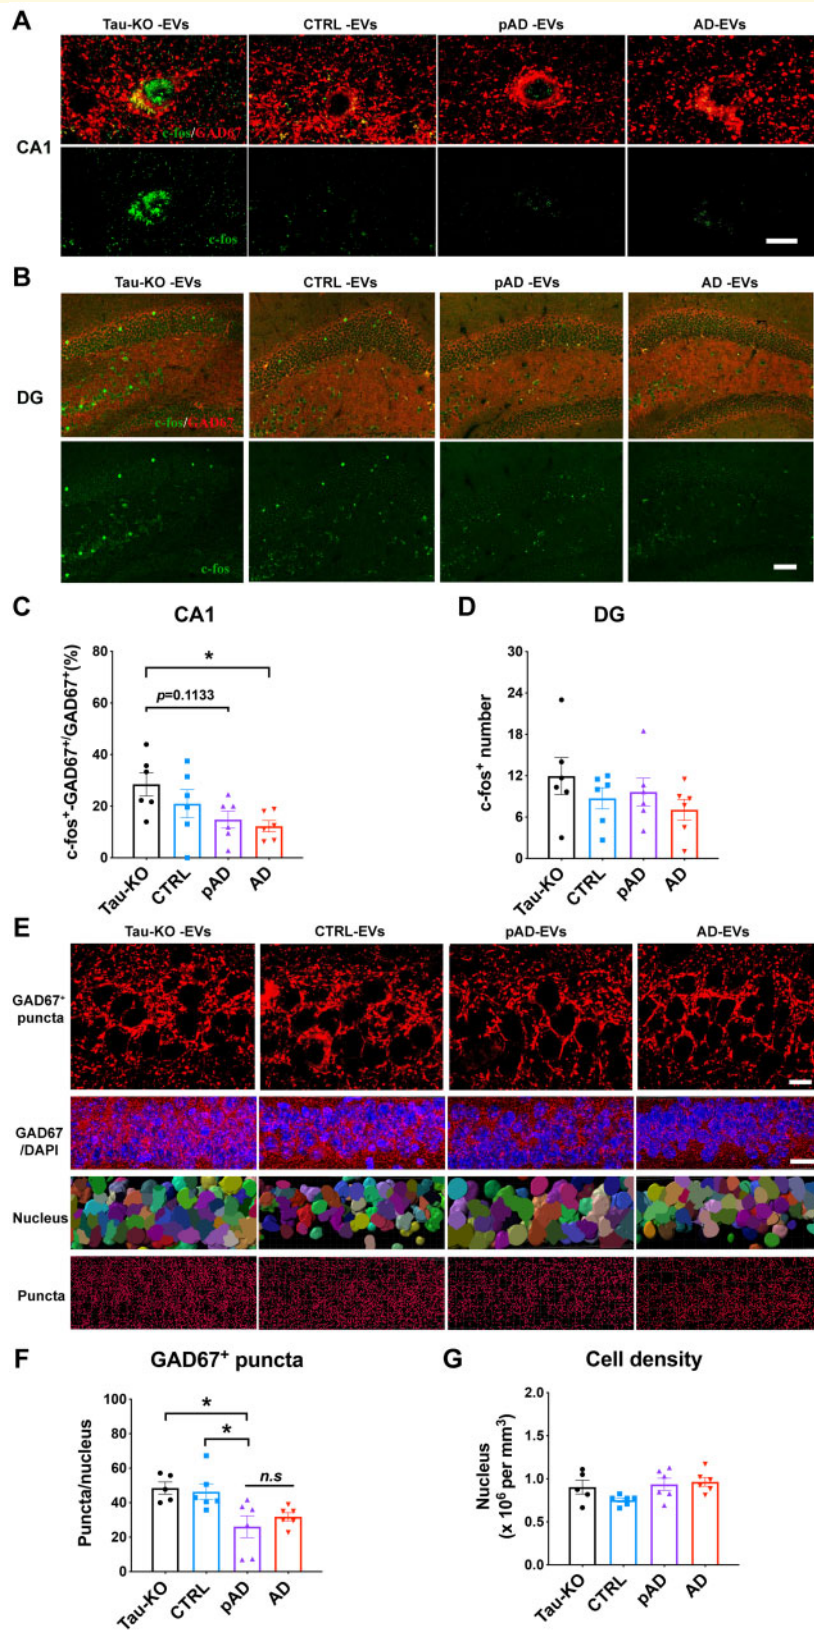 A
Tau-KO -EVs CTRL -EVs pAD -EVs AD-EVs
CA1
c-fos/GAD67
c-fos
B
Tau-KO -EVs CTRL -EVs pAD -EVs AD -EVs
DG
c-fos/GAD67
c-fos
C CA1
c-fos⁺-GAD67⁺/GAD67⁺(%)
80
60
40
20
0
*
p=0.1133
Tau-KO CTRL pAD AD
D DG
c-fos⁺ number
30
24
18
12
6
0
Tau-KO CTRL pAD AD
E
Tau-KO -EVs CTRL-EVs pAD-EVs AD-EVs
GAD67⁺
puncta
GAD67
/DAPI
Nucleus
Puncta
F GAD67⁺ puncta
Puncta/nucleus
100
80
60
40
20
0
*
*
n.s
Tau-KO CTRL pAD AD
G Cell density
Nucleus
(x 10⁶ per mm³)
2.0
1.5
1.0
0.5
0.0
Tau-KO CTRL pAD AD